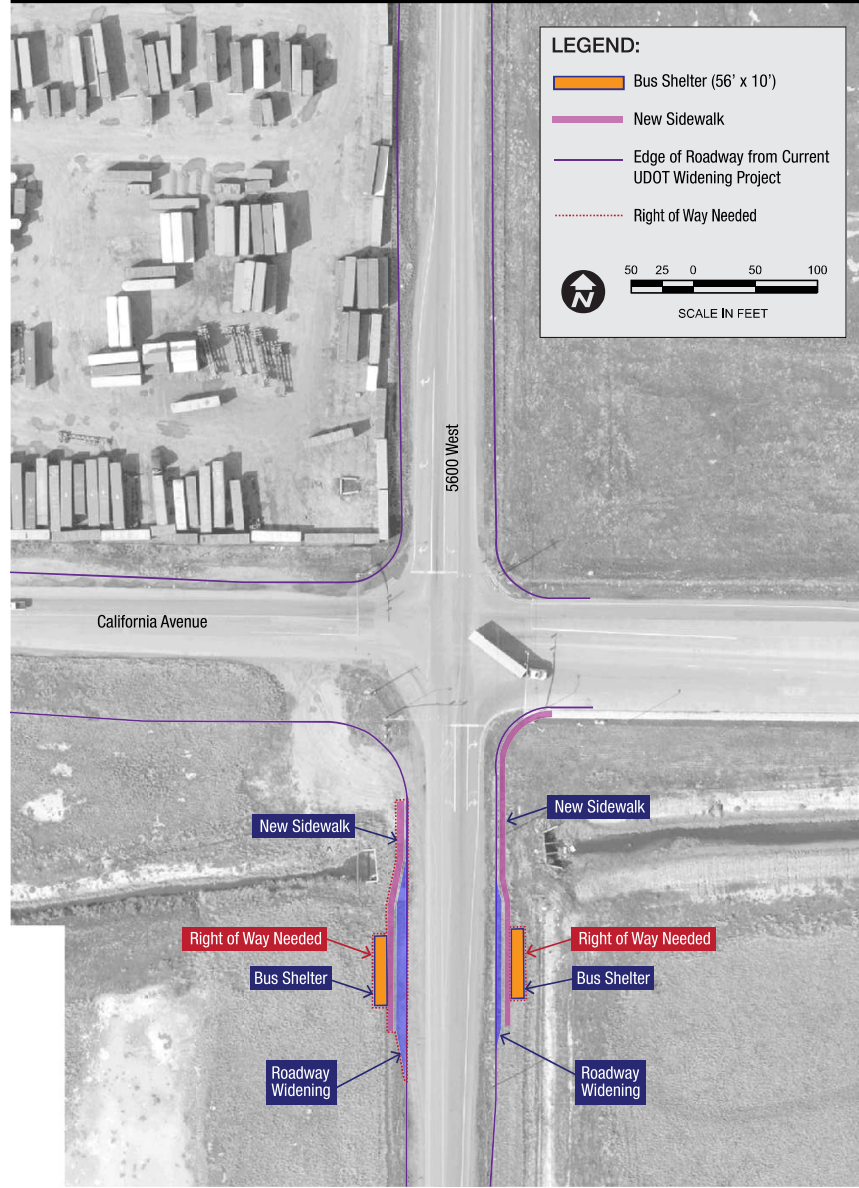 LEGEND:
Bus Shelter (56' x 10')
New Sidewalk
Edge of Roadway from Current
UDOT Widening Project
Right of Way Needed
N
50 25 0 50 100
SCALE IN FEET
5600 West
California Avenue
New Sidewalk
New Sidewalk
Right of Way Needed
Right of Way Needed
Bus Shelter
Bus Shelter
Roadway
Widening
Roadway
Widening